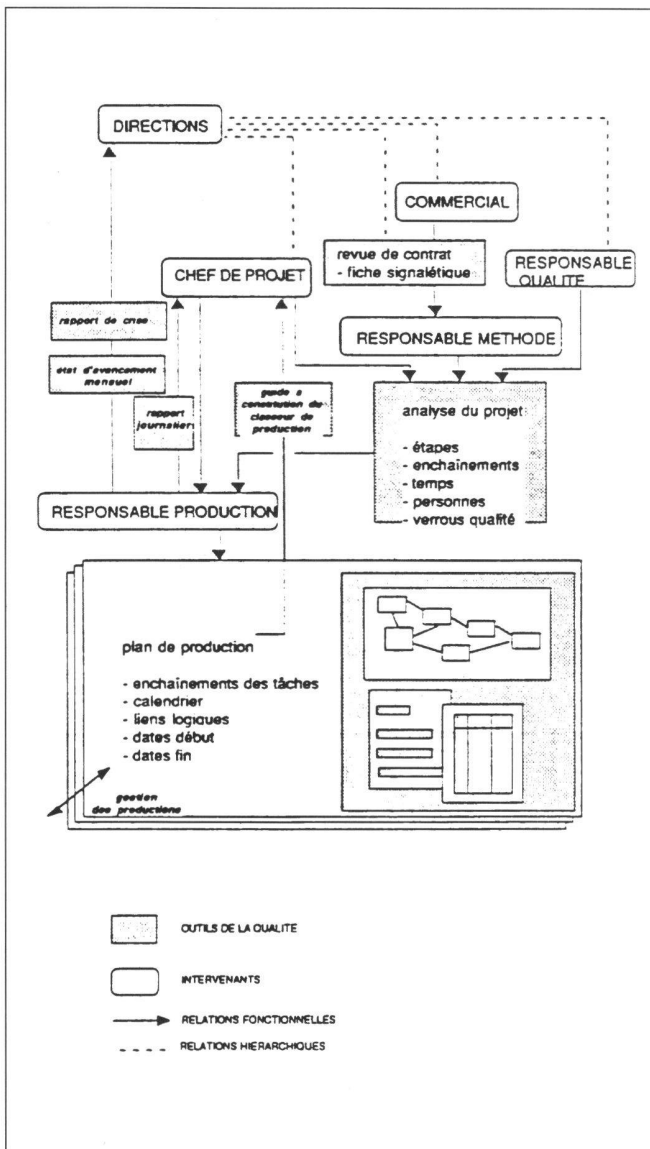 DIRECTIONS
COMMERCIAL
revue de contrat
- fiche signalétique
RESPONSABLE
QUALITE
CHEF DE PROJET
RESPONSABLE METHODE
rapport de crise
état d'avancement
mensuel
rapport
journalier
guide à
constitution du
classeur de
production
analyse du projet
- étapes
- enchaînements
- temps
- personnes
- verrous qualité
RESPONSABLE PRODUCTION
plan de production
- enchaînements des tâches
- calendrier
- liens logiques
- dates début
- dates fin
gestion
des productions
OUTILS DE LA QUALITE
INTERVENANTS
RELATIONS FONCTIONNELLES
RELATIONS HIERARCHIQUES